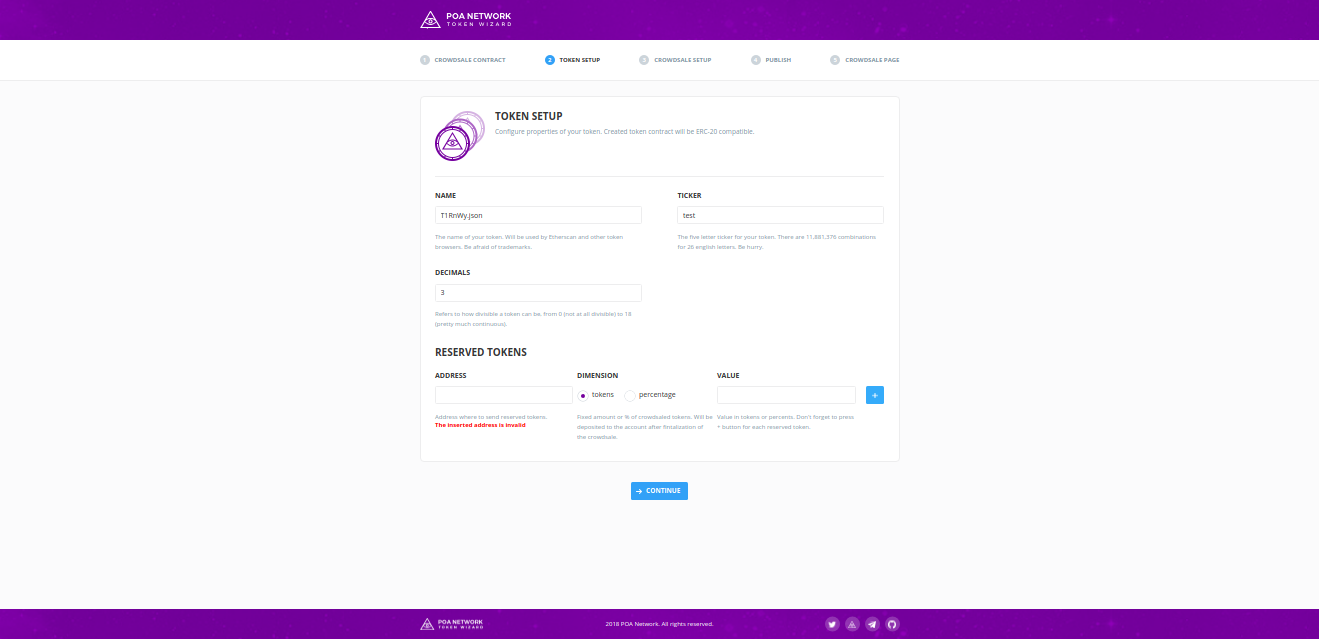 POA NETWORK
TOKEN WIZARD
1 CROWDSALE CONTRACT 2 TOKEN SETUP 3 CROWDSALE SETUP 4 PUBLISH 5 CROWDSALE PAGE
TOKEN SETUP
Configure properties of your token. Created token contract will be ERC-20 compatible.
NAME
T1RnWy.json
The name of your token. Will be used by Etherscan and other token
browsers. Be afraid of trademarks.
TICKER
test
The five letter ticker for your token. There are 11,881,376 combinations
for 26 english letters. Be hurry.
DECIMALS
3
Refers to how divisible a token can be, from 0 (not at all divisible) to 18
(pretty much continuous).
RESERVED TOKENS
ADDRESS
Address where to send reserved tokens.
The inserted address is invalid
DIMENSION
tokens percentage
Fixed amount or % of crowdsaled tokens. Will be
deposited to the account after fintalization of
the crowdsale.
VALUE
+
Value in tokens or percents. Don't forget to press
+ button for each reserved token.
CONTINUE
POA NETWORK
TOKEN WIZARD
2018 POA Network. All rights reserved.